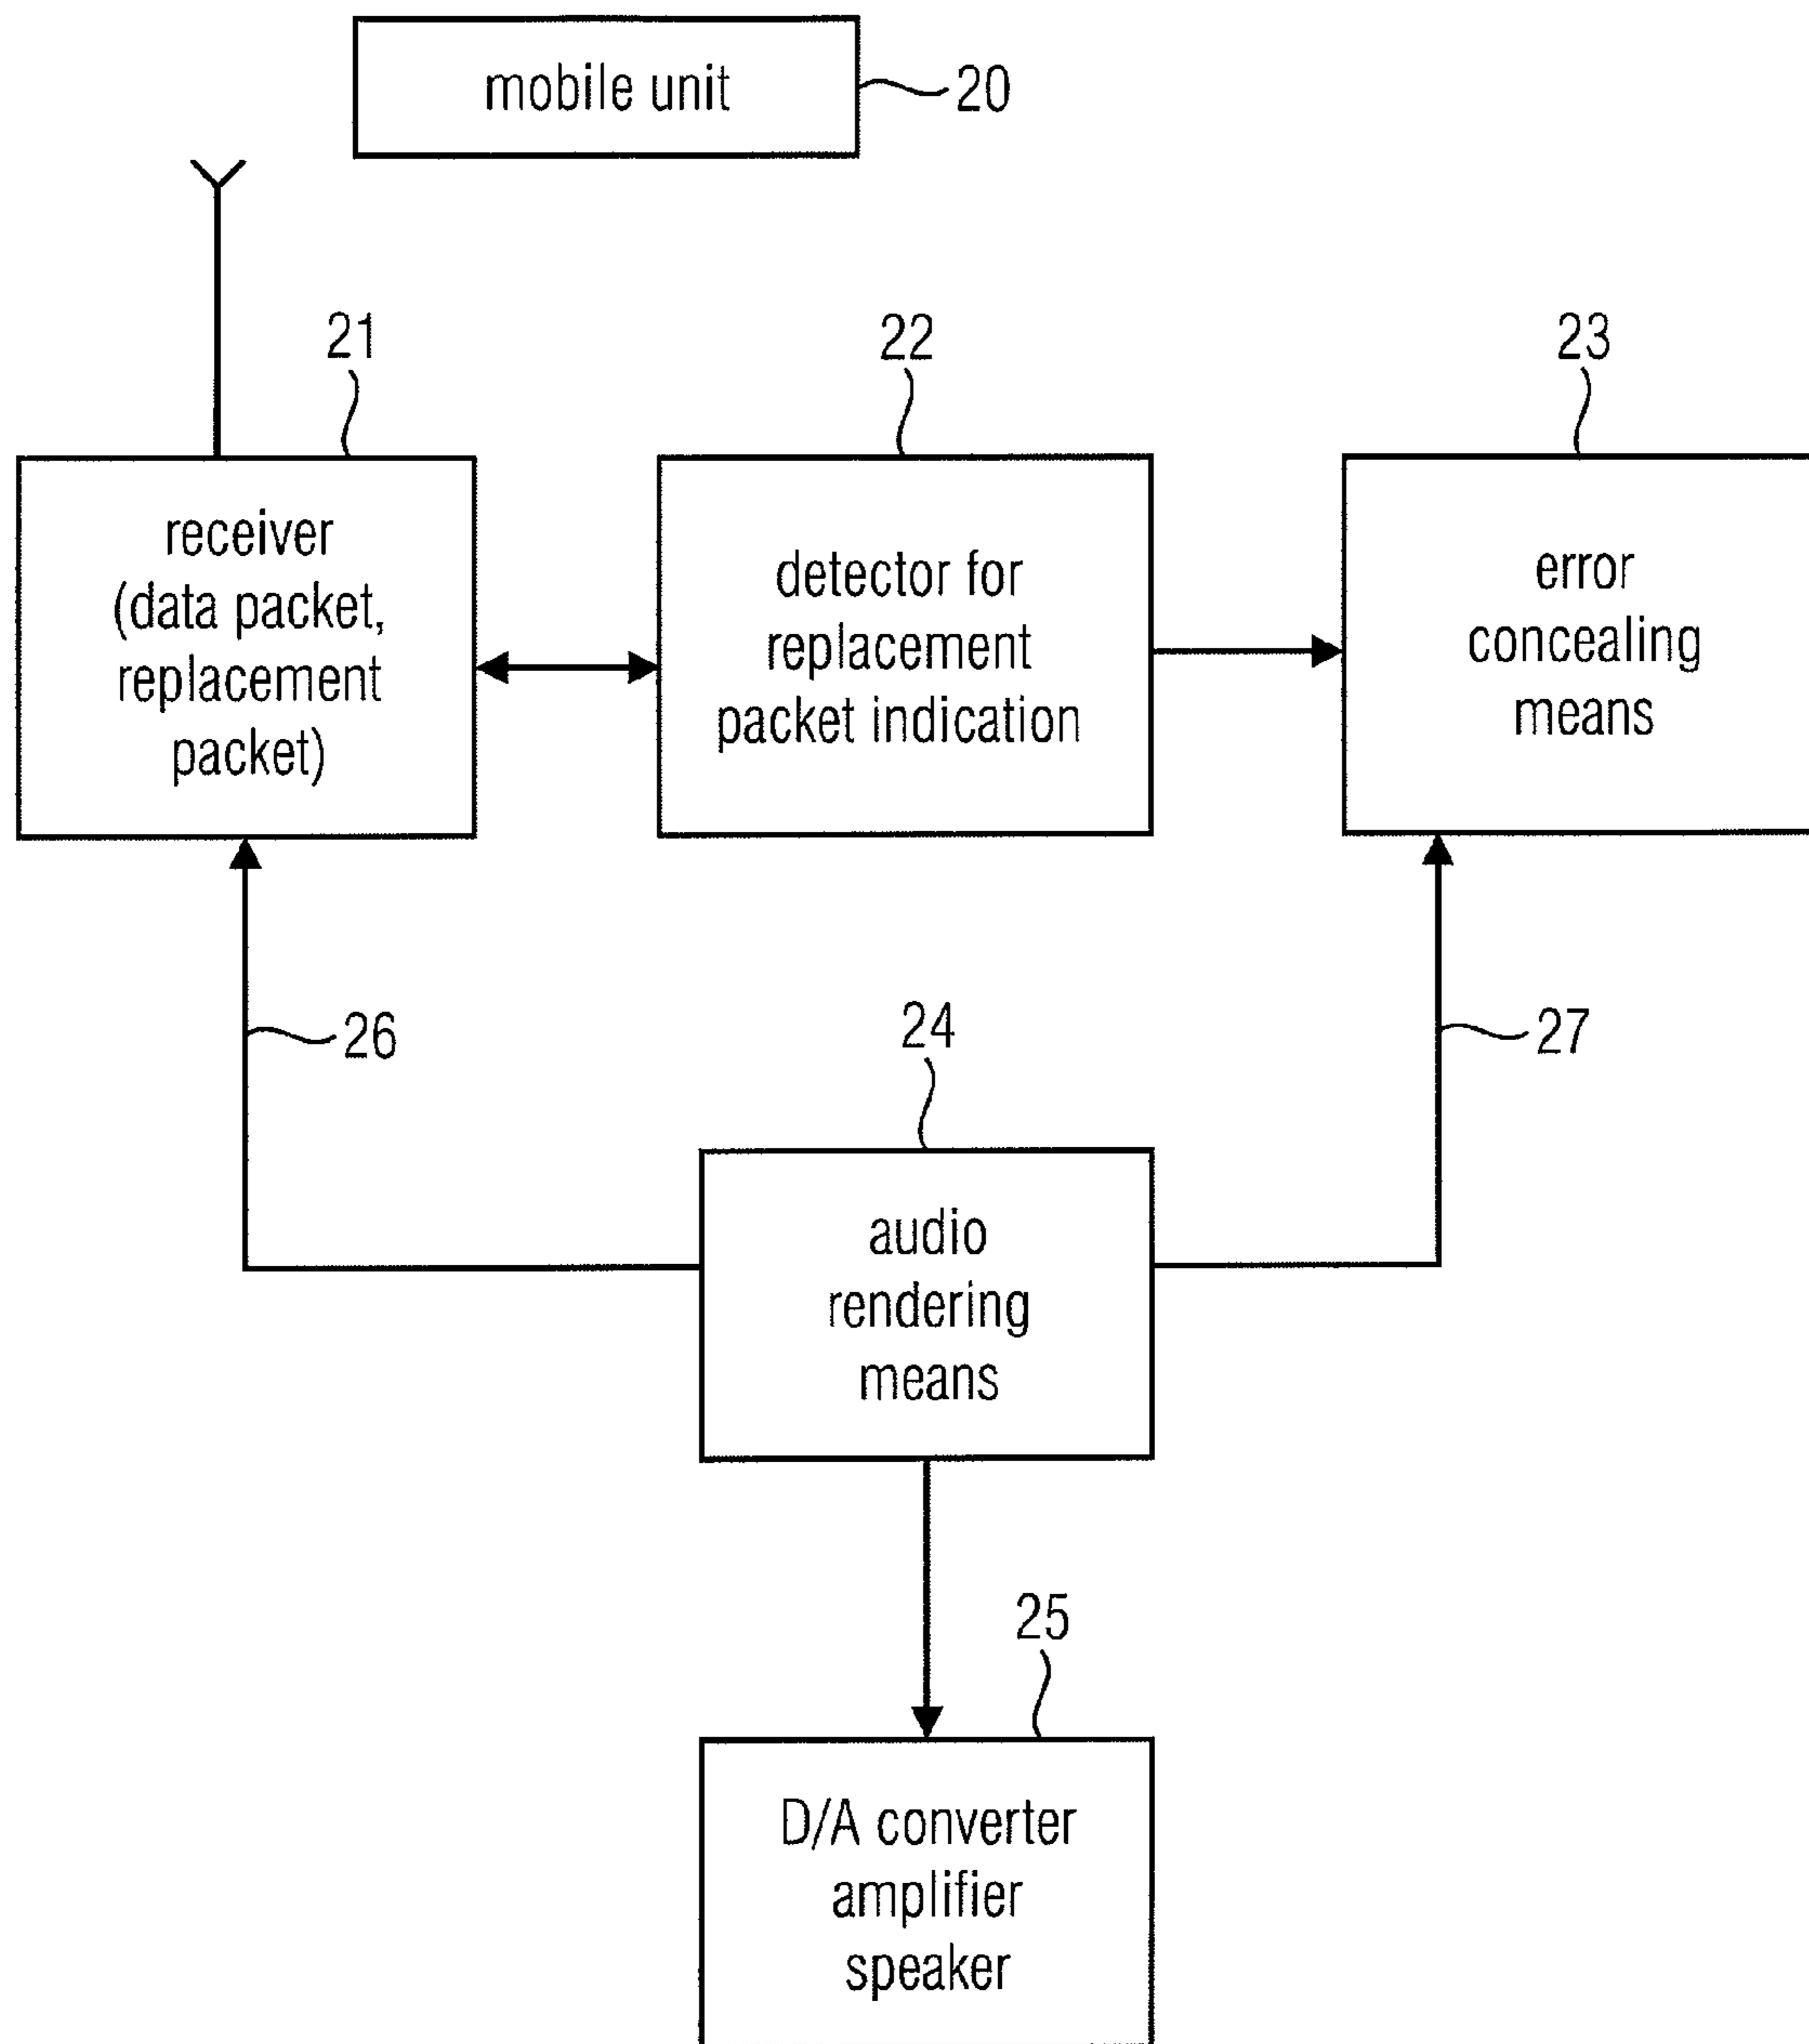 mobile unit
20
21
22
23
receiver
(data packet,
replacement
packet)
detector for
replacement
packet indication
error
concealing
means
26
24
27
audio
rendering
means
25
D/A converter
amplifier
speaker